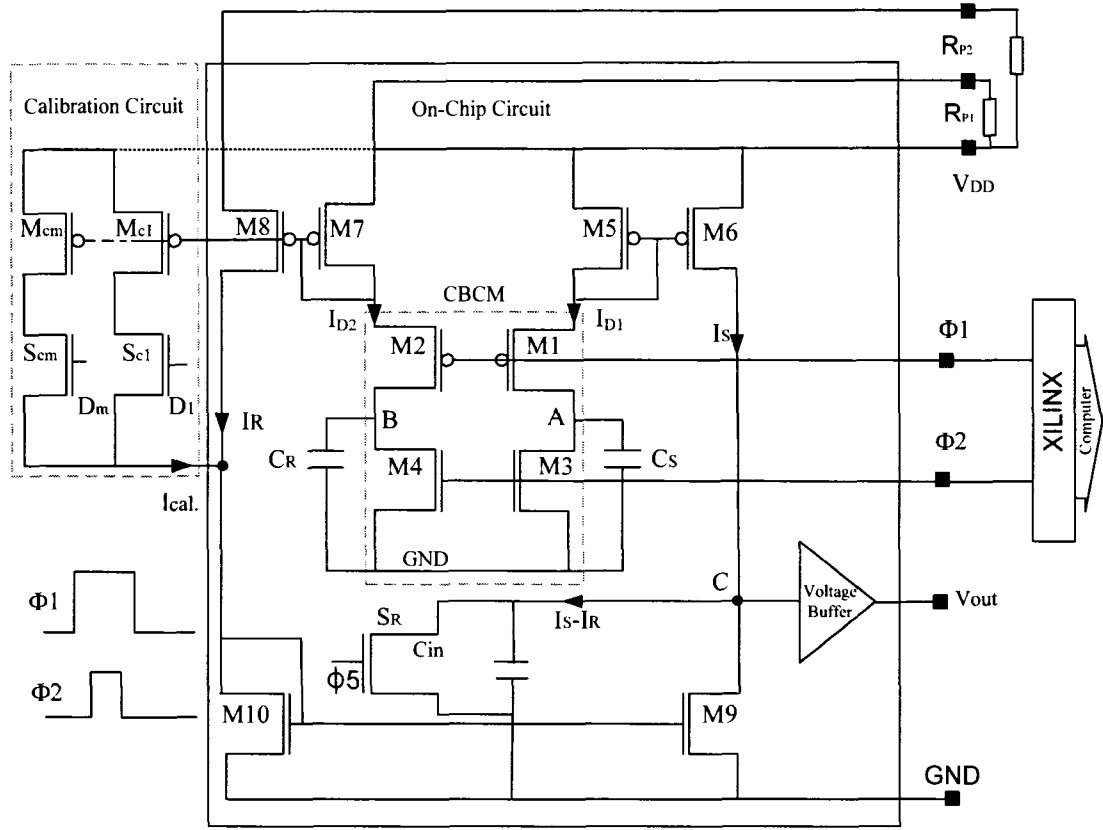 RP2
Calibration Circuit
On-Chip Circuit
RP1
VDD
Mcm
Mc1
M8
M7
M5
M6
CBCM
ID2
ID1
IS
Φ1
Scm
Sc1
M2
M1
Dm
D1
IR
B
A
XILINX
Computer
CR
M4
M3
CS
Φ2
Ical.
GND
C
Φ1
SR
Cin
IS-IR
Voltage
Buffer
Vout
Φ2
ϕ5
M10
M9
GND